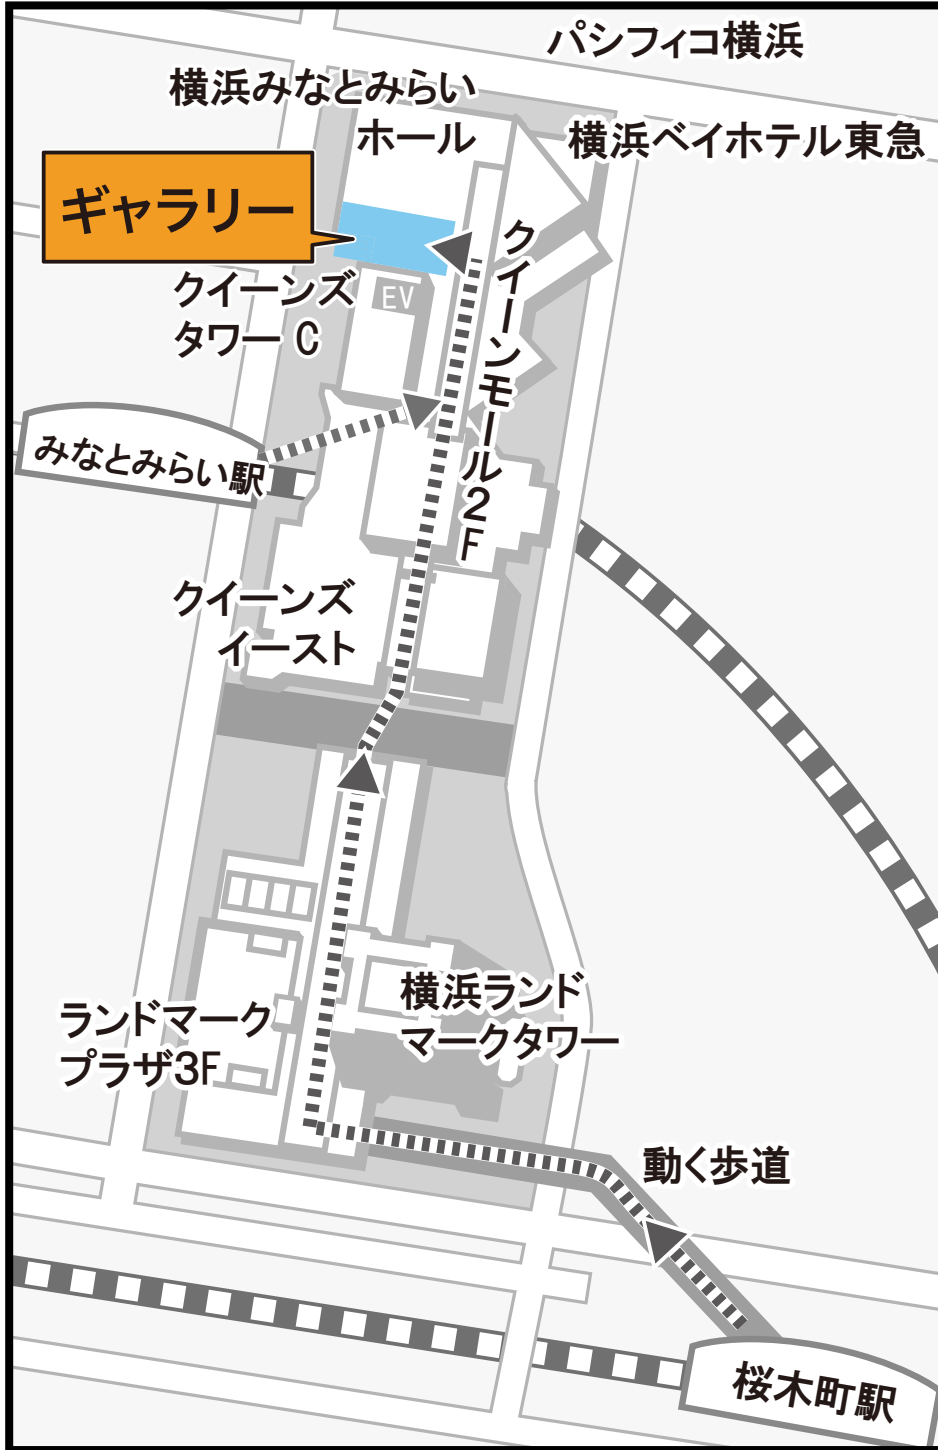 パシフィコ横浜
横浜みなとみらい
ホール
横浜ベイホテル東急
ギャラリー
クイーンズ
タワー C
EV
クイーンモール2F
みなとみらい駅
クイーンズ
イースト
横浜ランド
マークタワー
ランドマーク
プラザ3F
動く歩道
桜木町駅